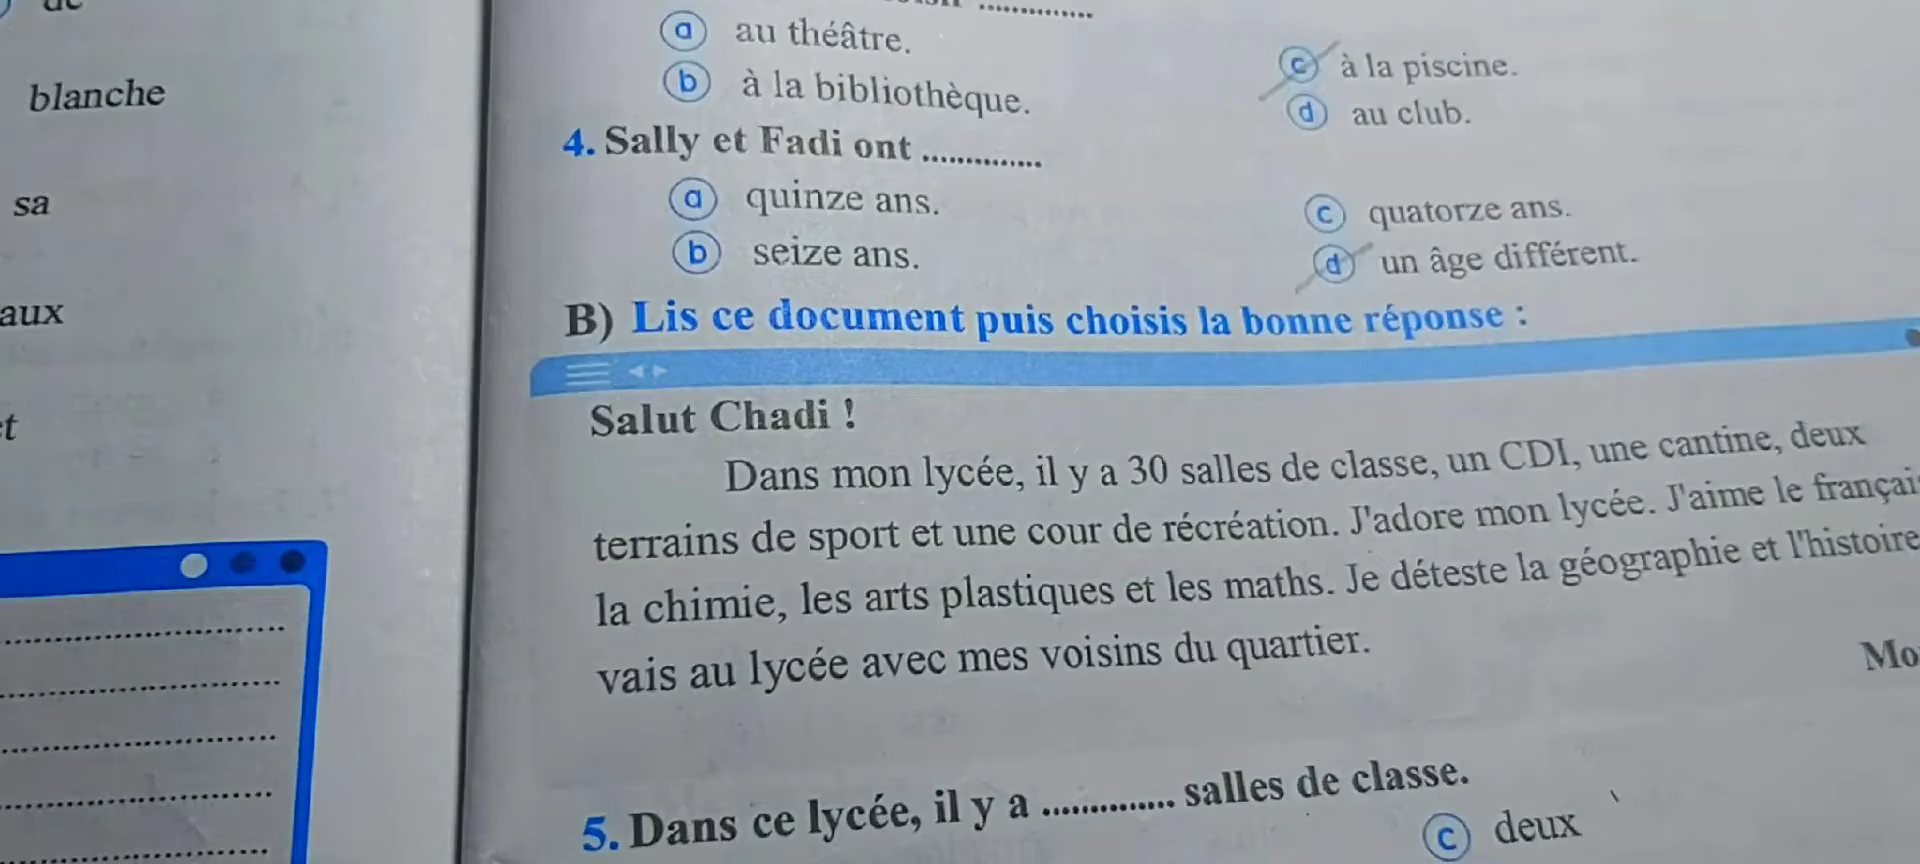 blanche
sa
aux
a au théâtre.
b à la bibliothèque.
c à la piscine.
d au club.
4. Sally et Fadi ont ..............
a quinze ans.
b seize ans.
c quatorze ans.
d un âge différent.
B) Lis ce document puis choisis la bonne réponse :
Salut Chadi !
Dans mon lycée, il y a 30 salles de classe, un CDI, une cantine, deux
terrains de sport et une cour de récréation. J'adore mon lycée. J'aime le françai
la chimie, les arts plastiques et les maths. Je déteste la géographie et l'histoire
vais au lycée avec mes voisins du quartier.
Mo
5. Dans ce lycée, il y a .............. salles de classe.
c deux